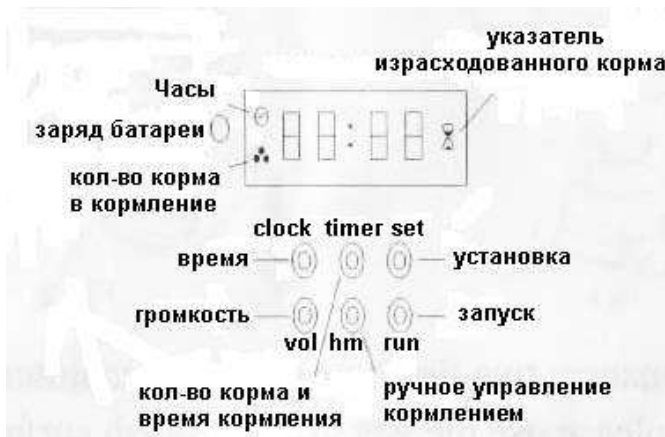 указатель
израсходованного корма
Часы
заряд батареи
кол-во корма
в кормление
clock timer set
время
установка
громкость
запуск
vol hm run
кол-во корма и
время кормления
ручное управление
кормлением